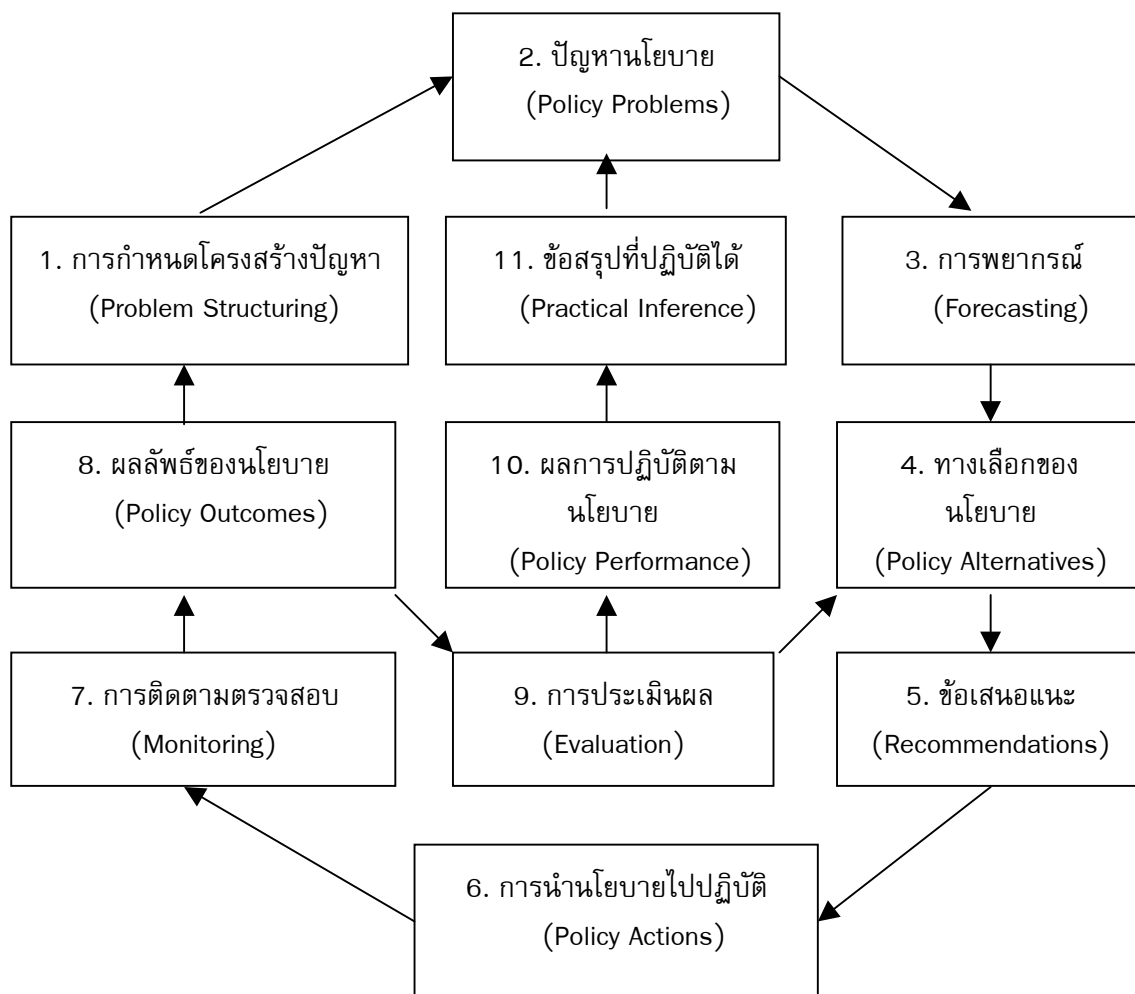 2. ปัญหานโยบาย
(Policy Problems)
1. การกำหนดโครงสร้างปัญหา
(Problem Structuring)
11. ข้อสรุปที่ปฏิบัติได้
(Practical Inference)
3. การพยากรณ์
(Forecasting)
8. ผลลัพธ์ของนโยบาย
(Policy Outcomes)
10. ผลการปฏิบัติตาม
นโยบาย
(Policy Performance)
4. ทางเลือกของ
นโยบาย
(Policy Alternatives)
7. การติดตามตรวจสอบ
(Monitoring)
9. การประเมินผล
(Evaluation)
5. ข้อเสนอแนะ
(Recommendations)
6. การนำนโยบายไปปฏิบัติ
(Policy Actions)